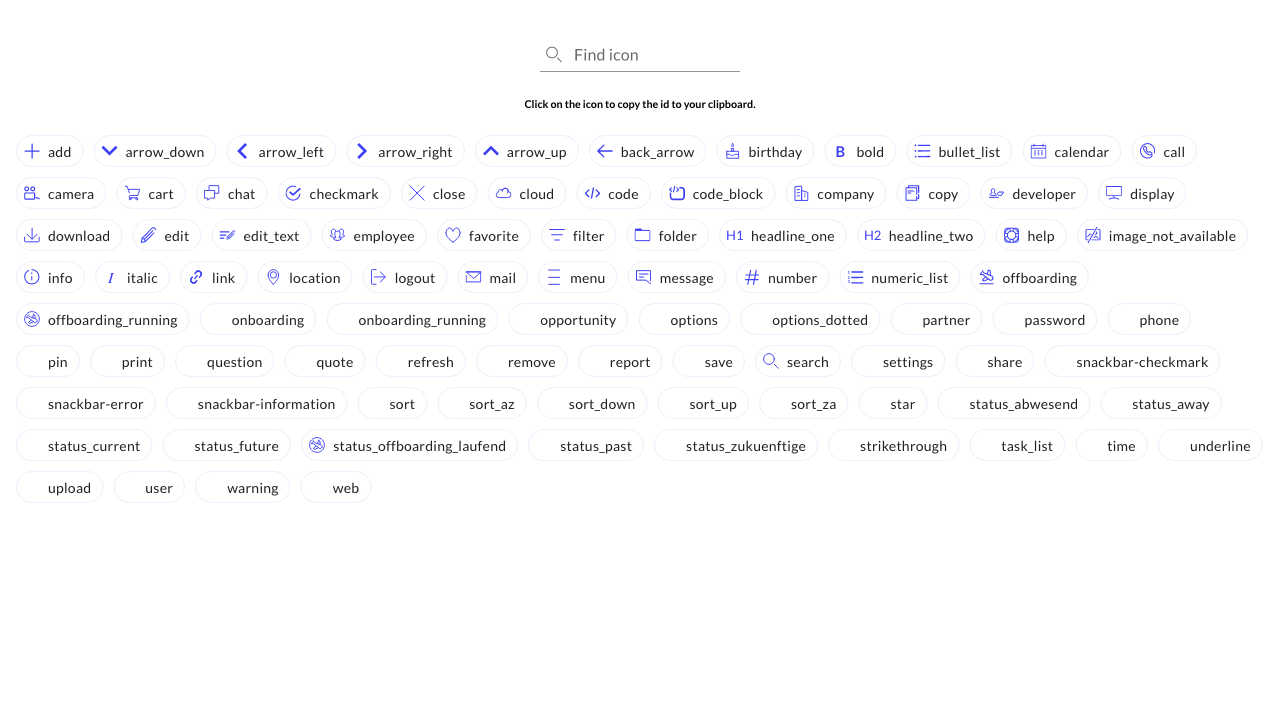 Find icon
Click on the icon to copy the id to your clipboard.
add arrow_down arrow_left arrow_right arrow_up back_arrow birthday B bold bullet_list calendar call
camera cart chat checkmark close cloud code code_block company copy developer display
download edit edit_text employee favorite filter folder H1 headline_one H2 headline_two help image_not_available
info I italic link location logout mail menu message number numeric_list offboarding
offboarding_running onboarding onboarding_running opportunity options options_dotted partner password phone
pin print question quote refresh remove report save search settings share snackbar-checkmark
snackbar-error snackbar-information sort sort_az sort_down sort_up sort_za star status_abwesend status_away
status_current status_future status_offboarding_laufend status_past status_zukuenftige strikethrough task_list time underline
upload user warning web